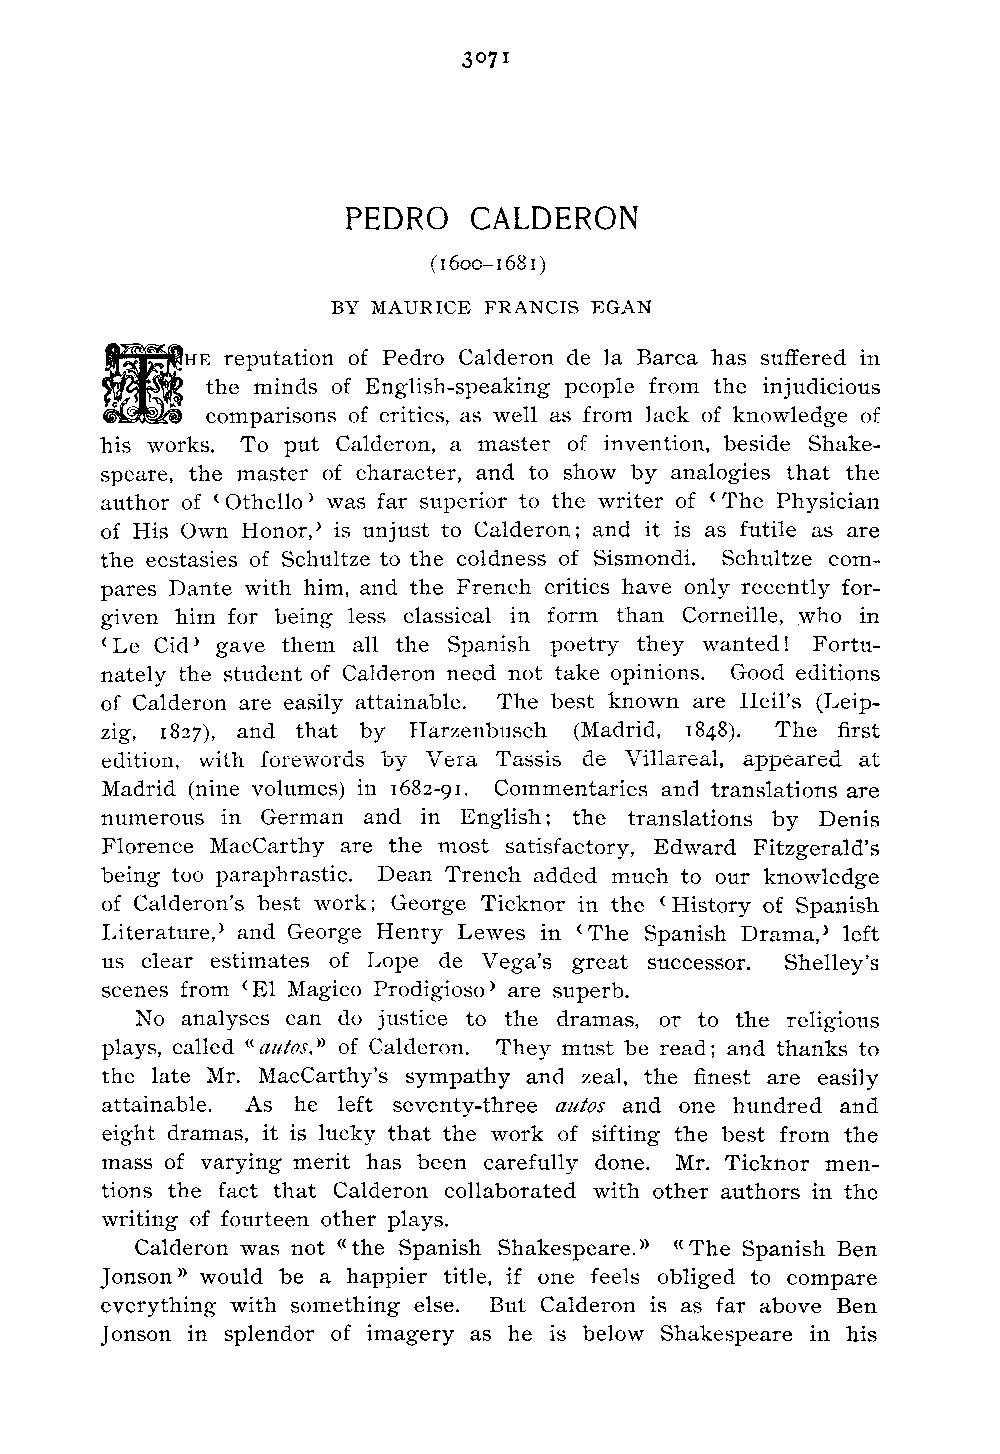 3071
PEDRO CALDERON
(1600–1681)
BY MAURICE FRANCIS EGAN
THE reputation of Pedro Calderon de la Barca has suffered in
the minds of English-speaking people from the injudicious
comparisons of critics, as well as from lack of knowledge of
his works. To put Calderon, a master of invention, beside Shake-
speare, the master of character, and to show by analogies that the
author of ‘Othello’ was far superior to the writer of ‘The Physician
of His Own Honor,’ is unjust to Calderon; and it is as futile as are
the ecstasies of Schultze to the coldness of Sismondi. Schultze com-
pares Dante with him, and the French critics have only recently for-
given him for being less classical in form than Corneille, who in
‘Le Cid’ gave them all the Spanish poetry they wanted! Fortu-
nately the student of Calderon need not take opinions. Good editions
of Calderon are easily attainable. The best known are Heil's (Leip-
zig, 1827), and that by Harzenbusch (Madrid, 1848). The first
edition, with forewords by Vera Tassis de Villareal, appeared at
Madrid (nine volumes) in 1682-91. Commentaries and translations are
numerous in German and in English; the translations by Denis
Florence MacCarthy are the most satisfactory, Edward Fitzgerald's
being too paraphrastic. Dean Trench added much to our knowledge
of Calderon's best work; George Ticknor in the ‘History of Spanish
Literature,’ and George Henry Lewes in ‘The Spanish Drama,’ left
us clear estimates of Lope de Vega's great successor. Shelley's
scenes from ‘El Magico Prodigioso’ are superb.
No analyses can do justice to the dramas, or to the religious
plays, called “autos,” of Calderon. They must be read; and thanks to
the late Mr. MacCarthy's sympathy and zeal, the finest are easily
attainable. As he left seventy-three autos and one hundred and
eight dramas, it is lucky that the work of sifting the best from the
mass of varying merit has been carefully done. Mr. Ticknor men-
tions the fact that Calderon collaborated with other authors in the
writing of fourteen other plays.
Calderon was not “the Spanish Shakespeare.” “The Spanish Ben
Jonson” would be a happier title, if one feels obliged to compare
everything with something else. But Calderon is as far above Ben
Jonson in splendor of imagery as he is below Shakespeare in his